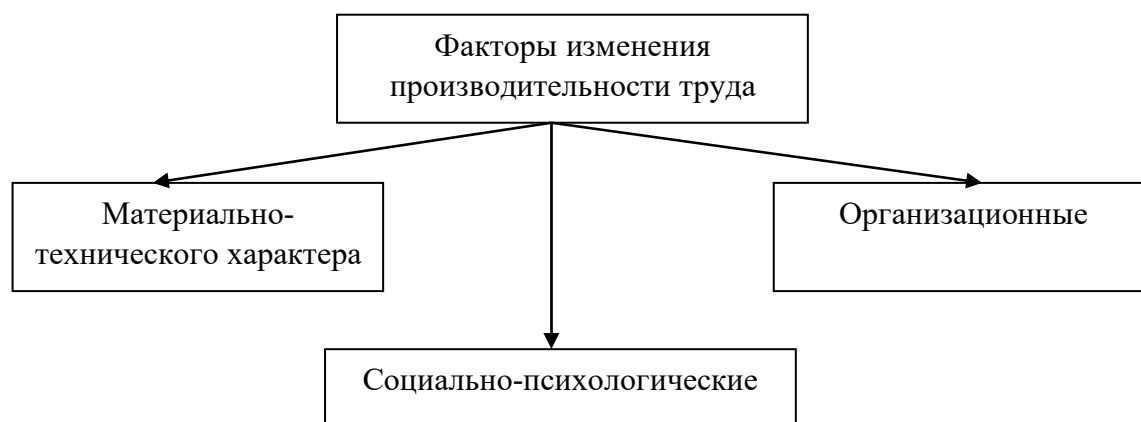 Факторы изменения
производительности труда
Материально-
технического характера
Организационные
Социально-психологические